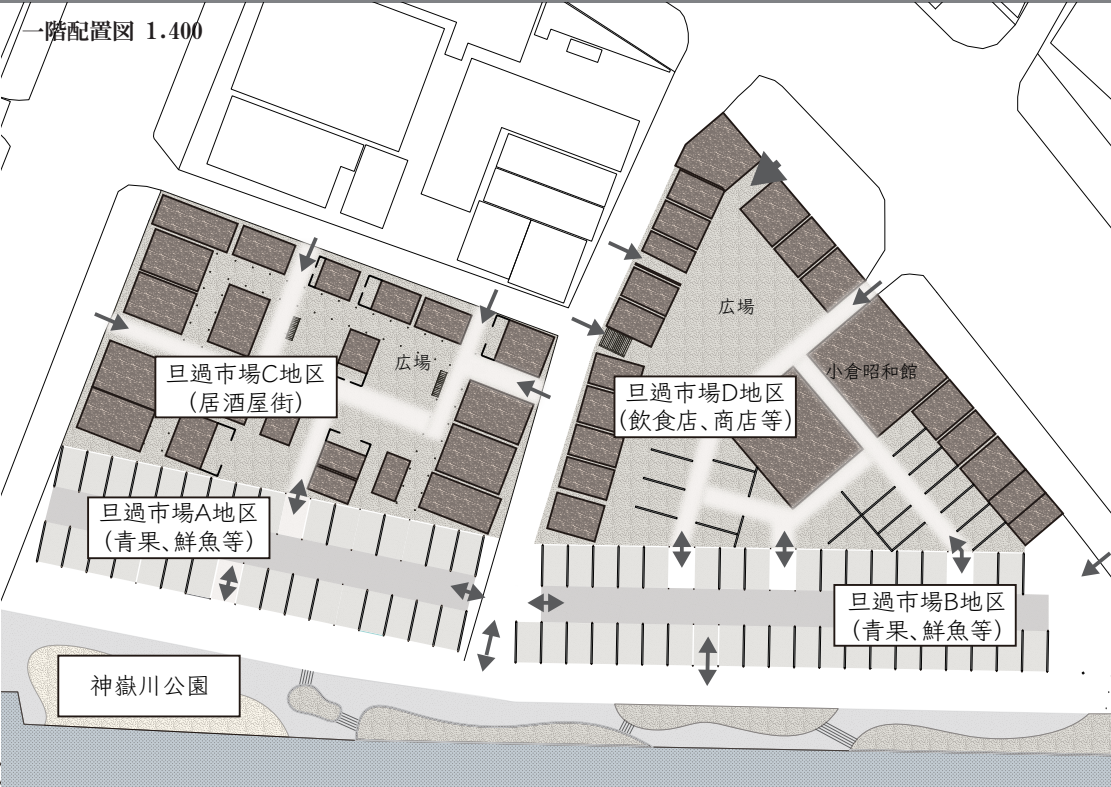 一階配置図 1.400
広場
小倉昭和館
広場
旦過市場C地区
(居酒屋街)
旦過市場D地区
(飲食店、商店等)
旦過市場A地区
(青果、鮮魚等)
旦過市場B地区
(青果、鮮魚等)
神嶽川公園